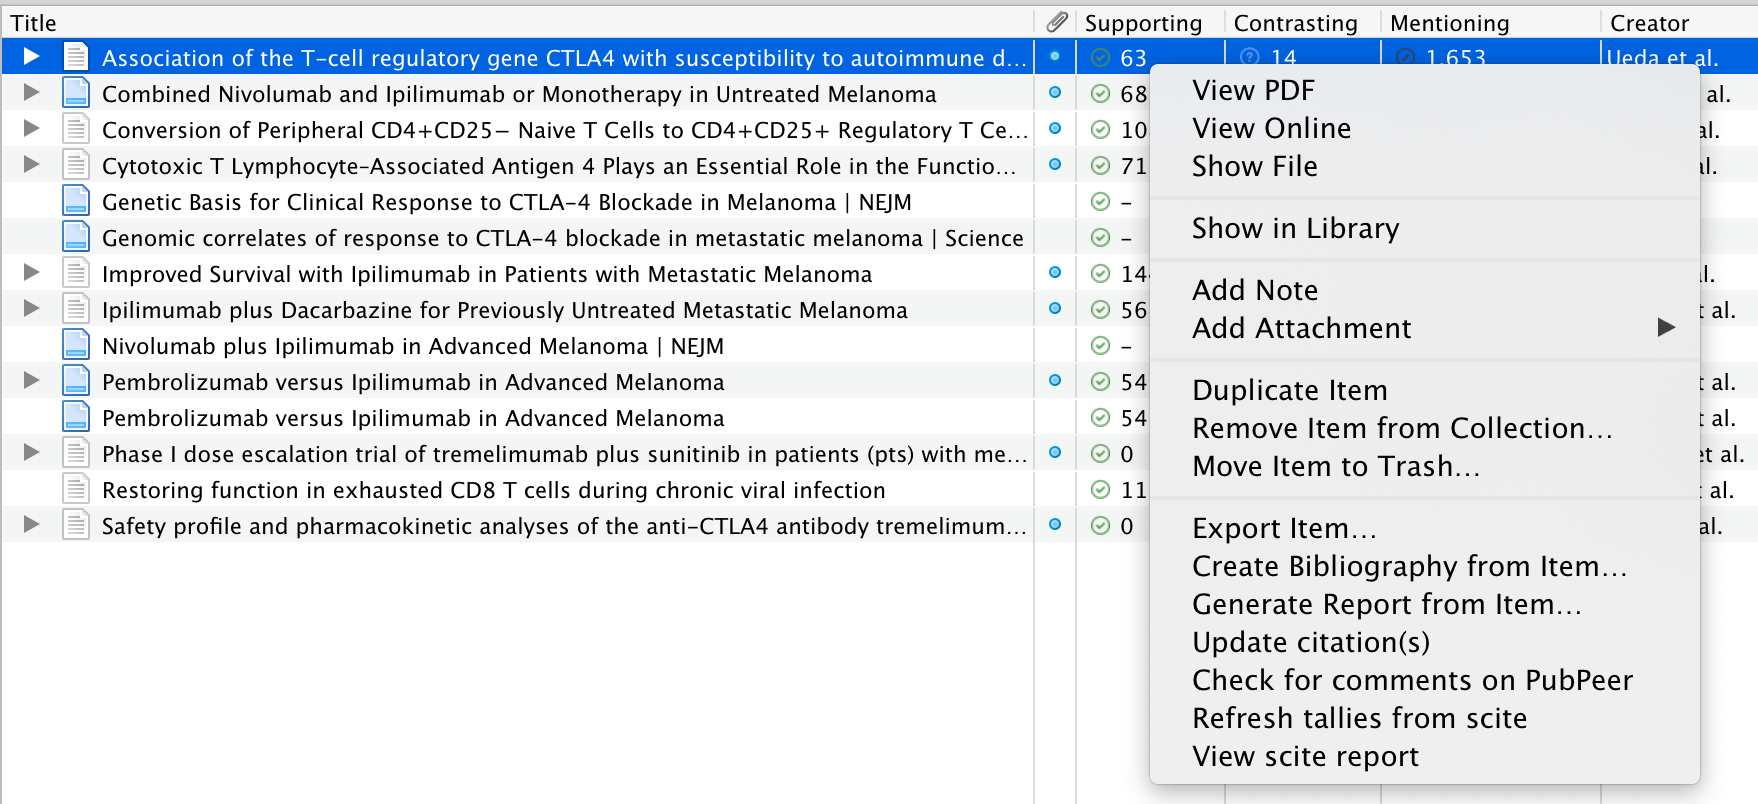 Title Supporting Contrasting Mentioning Creator
Association of the T-cell regulatory gene CTLA4 with susceptibility to autoimmune d... 63 14 1,653 Ueda et al.
Combined Nivolumab and Ipilimumab or Monotherapy in Untreated Melanoma 68 al.
Conversion of Peripheral CD4+CD25− Naive T Cells to CD4+CD25+ Regulatory T Ce... 10 al.
Cytotoxic T Lymphocyte–Associated Antigen 4 Plays an Essential Role in the Functio... 71 al.
Genetic Basis for Clinical Response to CTLA-4 Blockade in Melanoma | NEJM –
Genomic correlates of response to CTLA-4 blockade in metastatic melanoma | Science –
Improved Survival with Ipilimumab in Patients with Metastatic Melanoma 14 l.
Ipilimumab plus Dacarbazine for Previously Untreated Metastatic Melanoma 56 t al.
Nivolumab plus Ipilimumab in Advanced Melanoma | NEJM –
Pembrolizumab versus Ipilimumab in Advanced Melanoma 54 t al.
Pembrolizumab versus Ipilimumab in Advanced Melanoma 54 t al.
Phase I dose escalation trial of tremelimumab plus sunitinib in patients (pts) with me... 0 et al.
Restoring function in exhausted CD8 T cells during chronic viral infection 11 t al.
Safety profile and pharmacokinetic analyses of the anti-CTLA4 antibody tremelimum... 0 al.
View PDF
View Online
Show File
Show in Library
Add Note
Add Attachment
Duplicate Item
Remove Item from Collection...
Move Item to Trash...
Export Item...
Create Bibliography from Item...
Generate Report from Item...
Update citation(s)
Check for comments on PubPeer
Refresh tallies from scite
View scite report